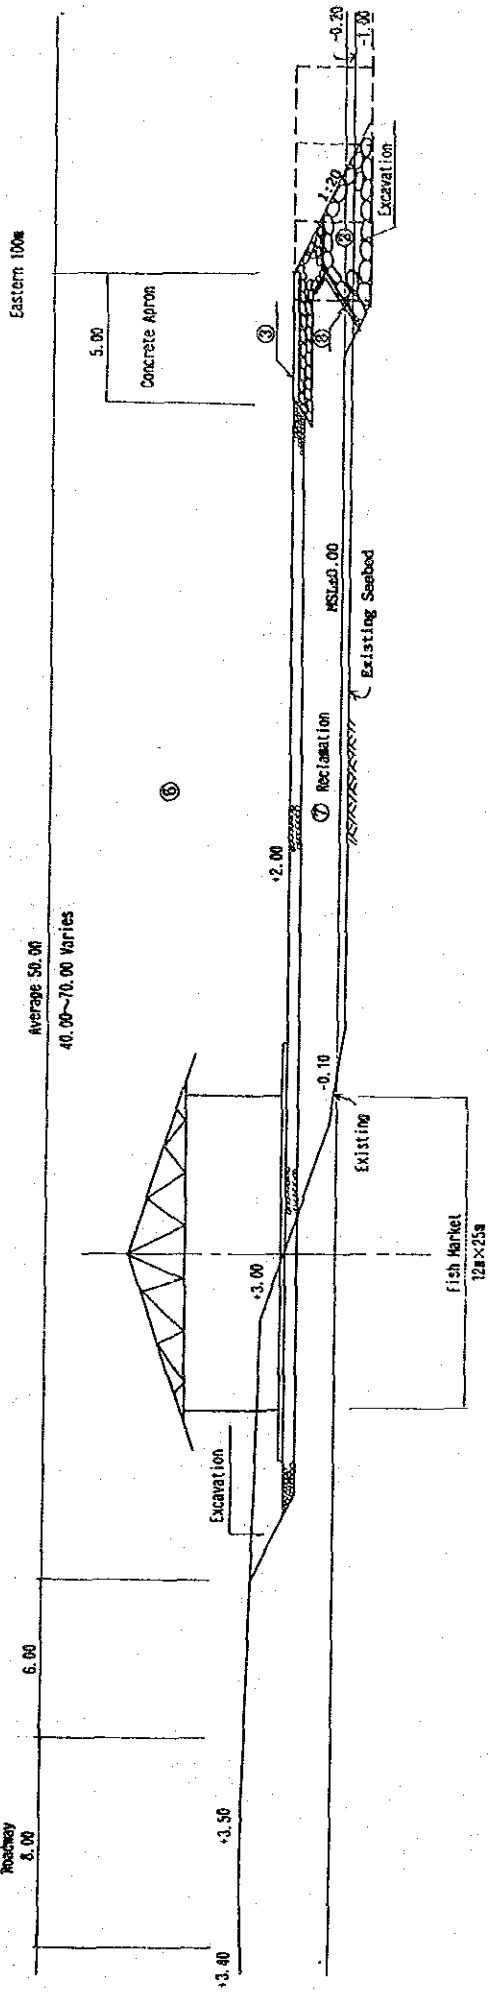 Roadway
8.00
6.00
Average 50.00
40.00~70.00 Varies
Eastern 100m
5.00
Concrete Apron
+3.40
+3.50
Excavation
+3.00
⑥
+2.00
③
-0.10
Existing
Fish Market
12m×25m
⑦ Reclamation
MSL±0.00
Existing Seebed
1:20
②
⑧
Excavation
-0.20
-1.00